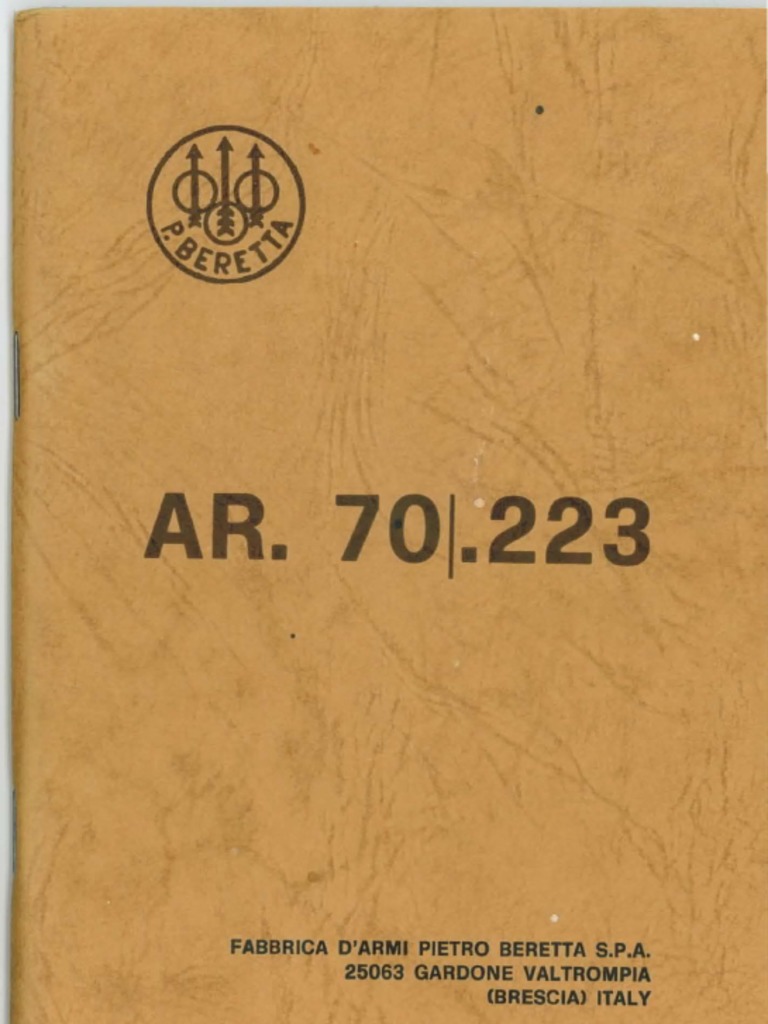 P. BERETTA
AR. 70|.223
FABBRICA D'ARMI PIETRO BERETTA S.P.A.
25063 GARDONE VALTROMPIA
(BRESCIA) ITALY